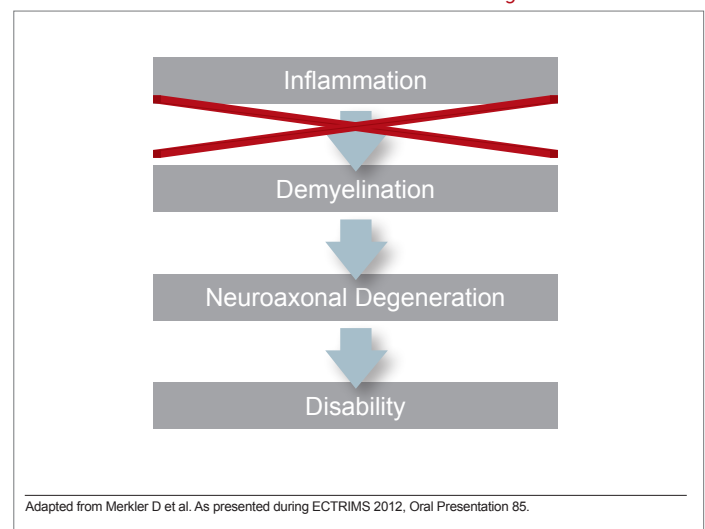 Inflammation
Demyelination
Neuroaxonal Degeneration
Disability
Adapted from Merkler D et al. As presented during ECTRIMS 2012, Oral Presentation 85.